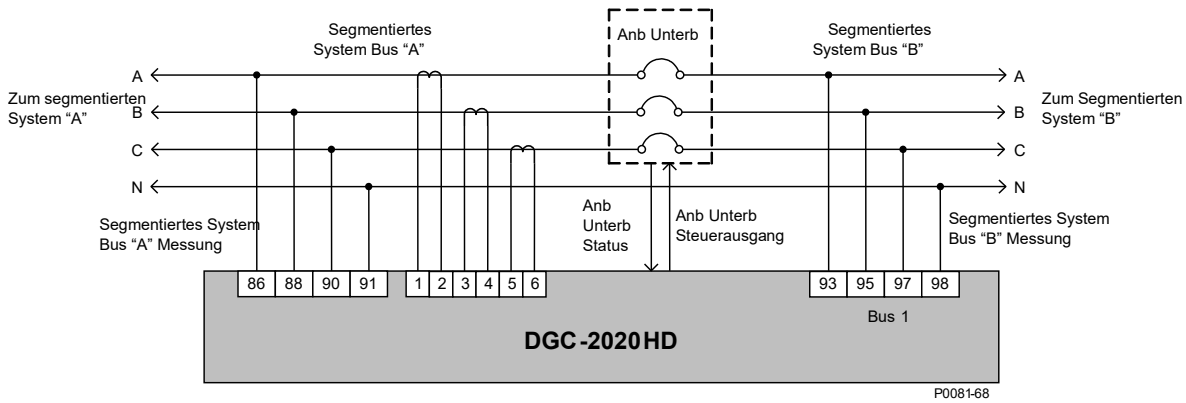 Segmentiertes
System Bus “A”
Anb Unterb
Segmentiertes
System Bus “B”
A
A
Zum segmentierten
System “A”
B
B
Zum Segmentierten
System “B”
C
C
N
N
Segmentiertes System
Bus “A” Messung
Anb
Unterb
Status
Anb Unterb
Steuerausgang
Segmentiertes System
Bus “B” Messung
86 88 90 91 1 2 3 4 5 6 93 95 97 98
Bus 1
DGC-2020HD
P0081-68